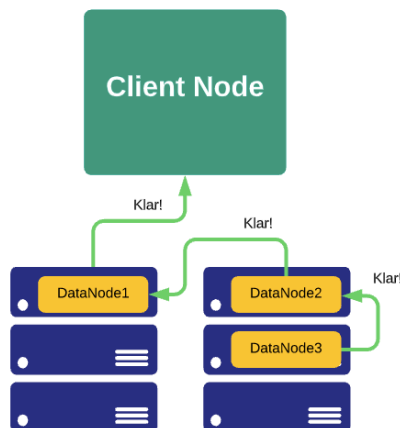 Client Node
Klar!
Klar!
Klar!
DataNode1
DataNode2
DataNode3